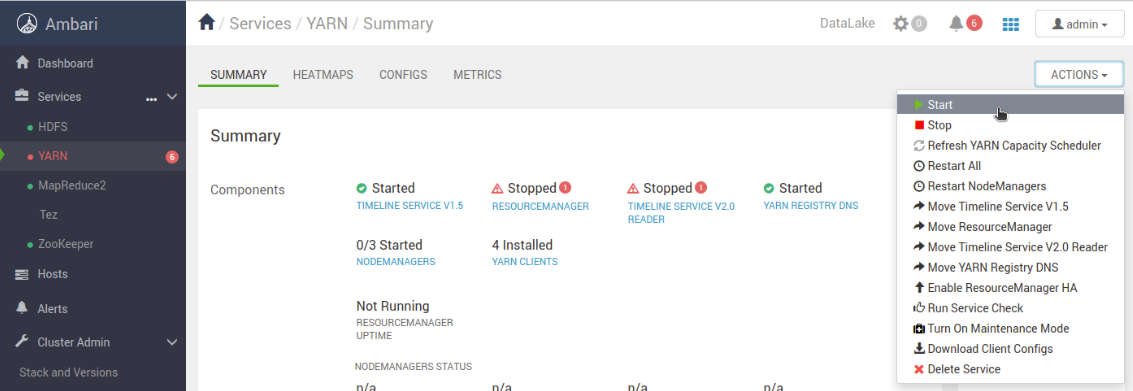 Ambari
/ Services / YARN / Summary
DataLake
0
6
admin
Dashboard
Services
...
HDFS
YARN
6
MapReduce2
Tez
ZooKeeper
Hosts
Alerts
Cluster Admin
Stack and Versions
SUMMARY
HEATMAPS
CONFIGS
METRICS
ACTIONS
Summary
Components
Started
TIMELINE SERVICE V1.5
Stopped 1
RESOURCEMANAGER
Stopped 1
TIMELINE SERVICE V2.0
READER
Started
YARN REGISTRY DNS
0/3 Started
NODEMANAGERS
4 Installed
YARN CLIENTS
Not Running
RESOURCEMANAGER
UPTIME
NODEMANAGERS STATUS
n/a
n/a
n/a
n/a
Start
Stop
Refresh YARN Capacity Scheduler
Restart All
Restart NodeManagers
Move Timeline Service V1.5
Move ResourceManager
Move Timeline Service V2.0 Reader
Move YARN Registry DNS
Enable ResourceManager HA
Run Service Check
Turn On Maintenance Mode
Download Client Configs
Delete Service